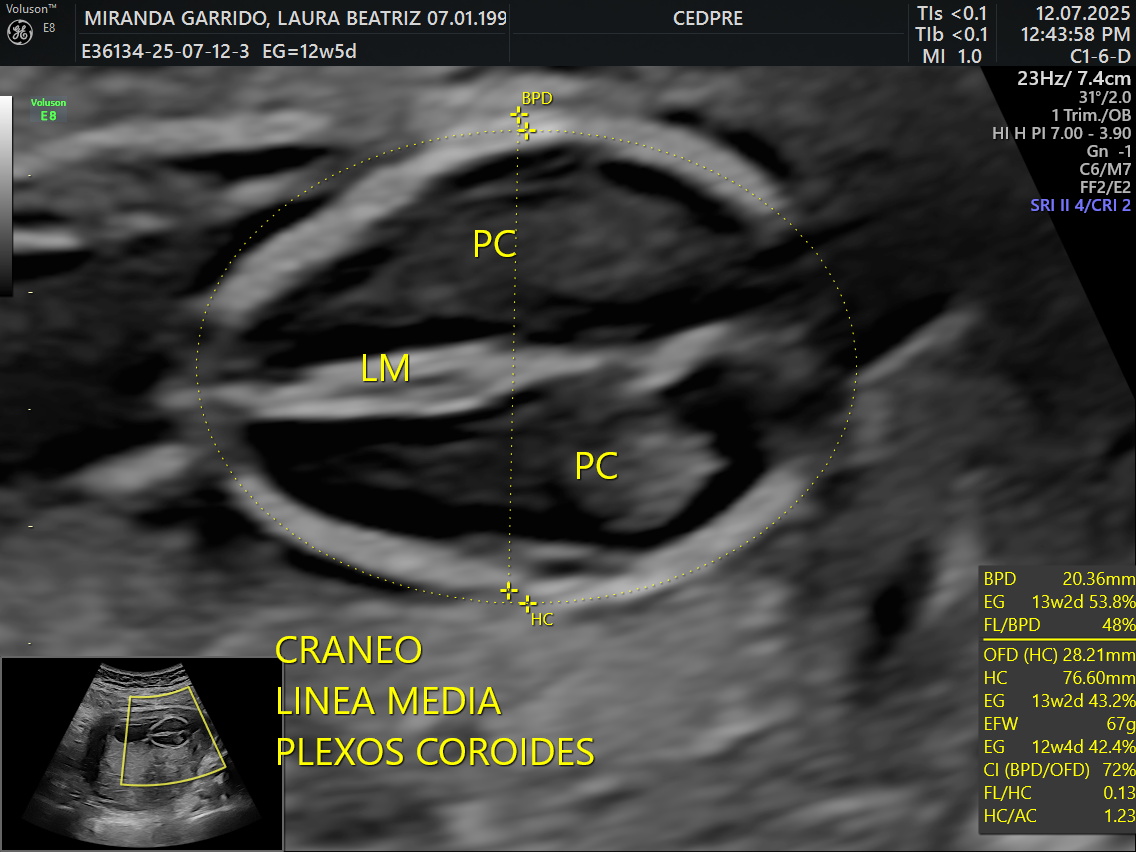 Voluson™
E8
MIRANDA GARRIDO, LAURA BEATRIZ 07.01.199
E36134-25-07-12-3 EG=12w5d
CEDPRE
TIs <0.1
TIb <0.1
MI 1.0
12.07.2025
12:43:58 PM
C1-6-D
23Hz/ 7.4cm
31°/2.0
1 Trim./OB
HI H PI 7.00 - 3.90
Gn -1
C6/M7
FF2/E2
SRI II 4/CRI 2
Voluson
E8
BPD
PC
LM
PC
HC
CRANEO
LINEA MEDIA
PLEXOS COROIDES
BPD 20.36mm
EG 13w2d 53.8%
FL/BPD 48%
OFD (HC) 28.21mm
HC 76.60mm
EG 13w2d 43.2%
EFW 67g
EG 12w4d 42.4%
CI (BPD/OFD) 72%
FL/HC 0.13
HC/AC 1.23